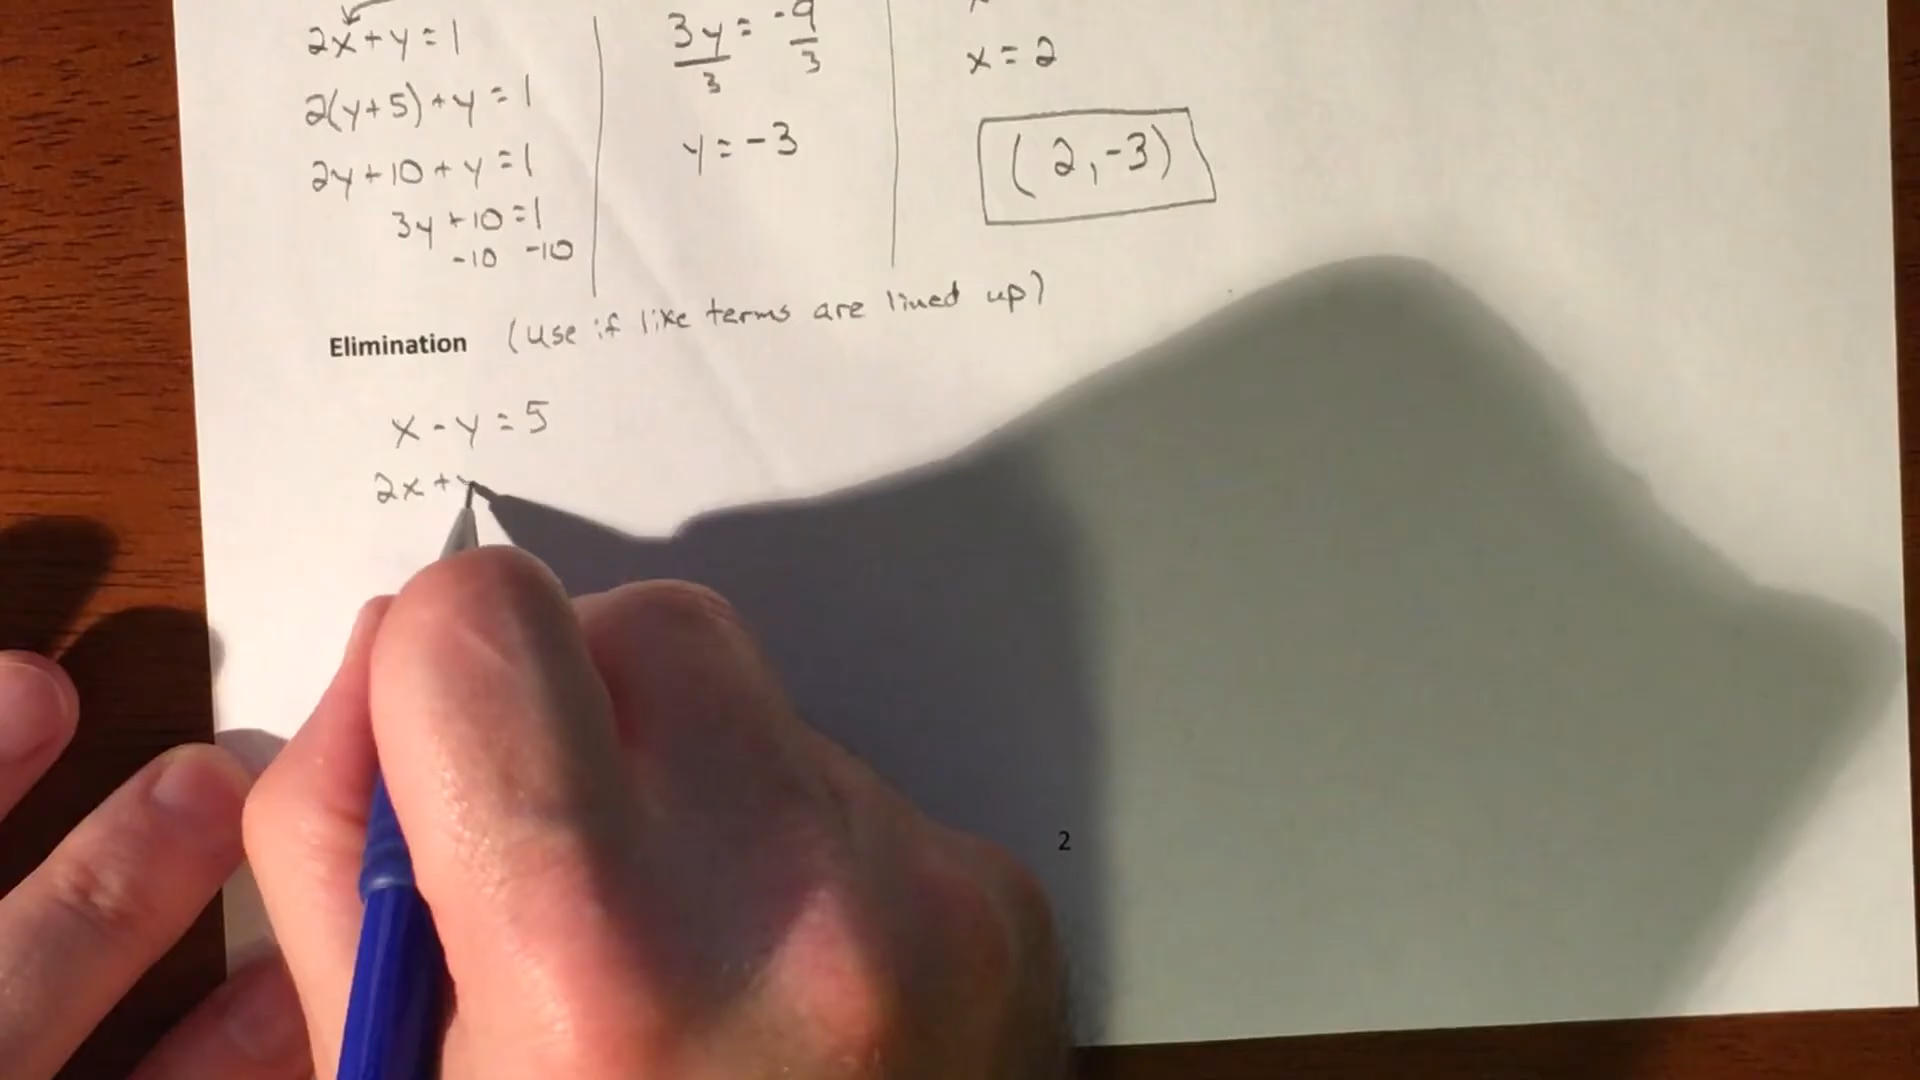 2x+y=1
2(y+5)+y=1
2y+10+y=1
3y+10=1
-10 -10
3y=-9
3 3
y=-3
x=2
(2,-3)
Elimination (use if like terms are lined up)
x-y=5
2x+y
2